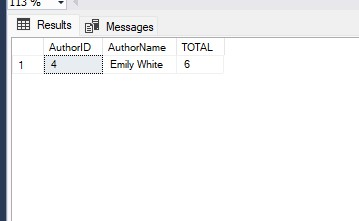 113 %
Results Messages
AuthorID AuthorName TOTAL
1 4 Emily White 6